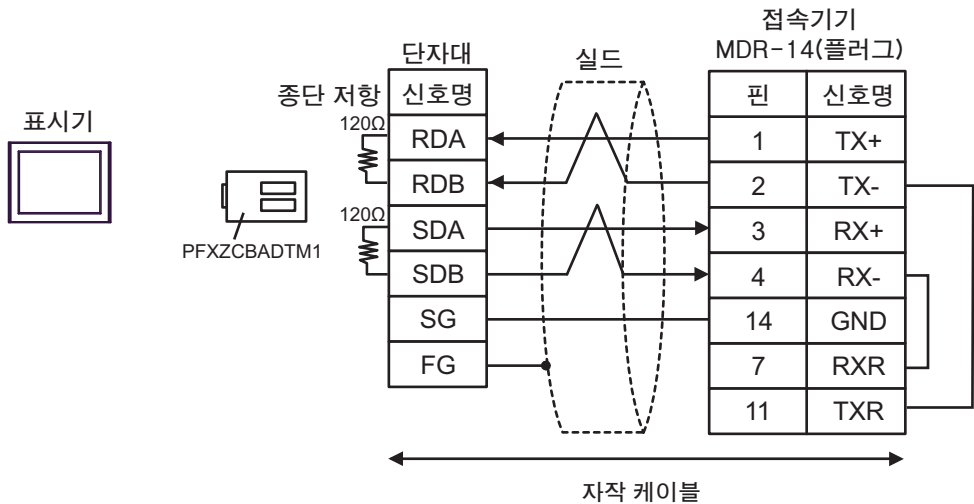 접속기기
MDR-14(플러그)
단자대
실드
종단 저항
신호명
핀 신호명
표시기
120Ω
RDA
1 TX+
RDB
2 TX-
120Ω
SDA
3 RX+
PFXZCBADTM1
SDB
4 RX-
SG
14 GND
FG
7 RXR
11 TXR
자작 케이블